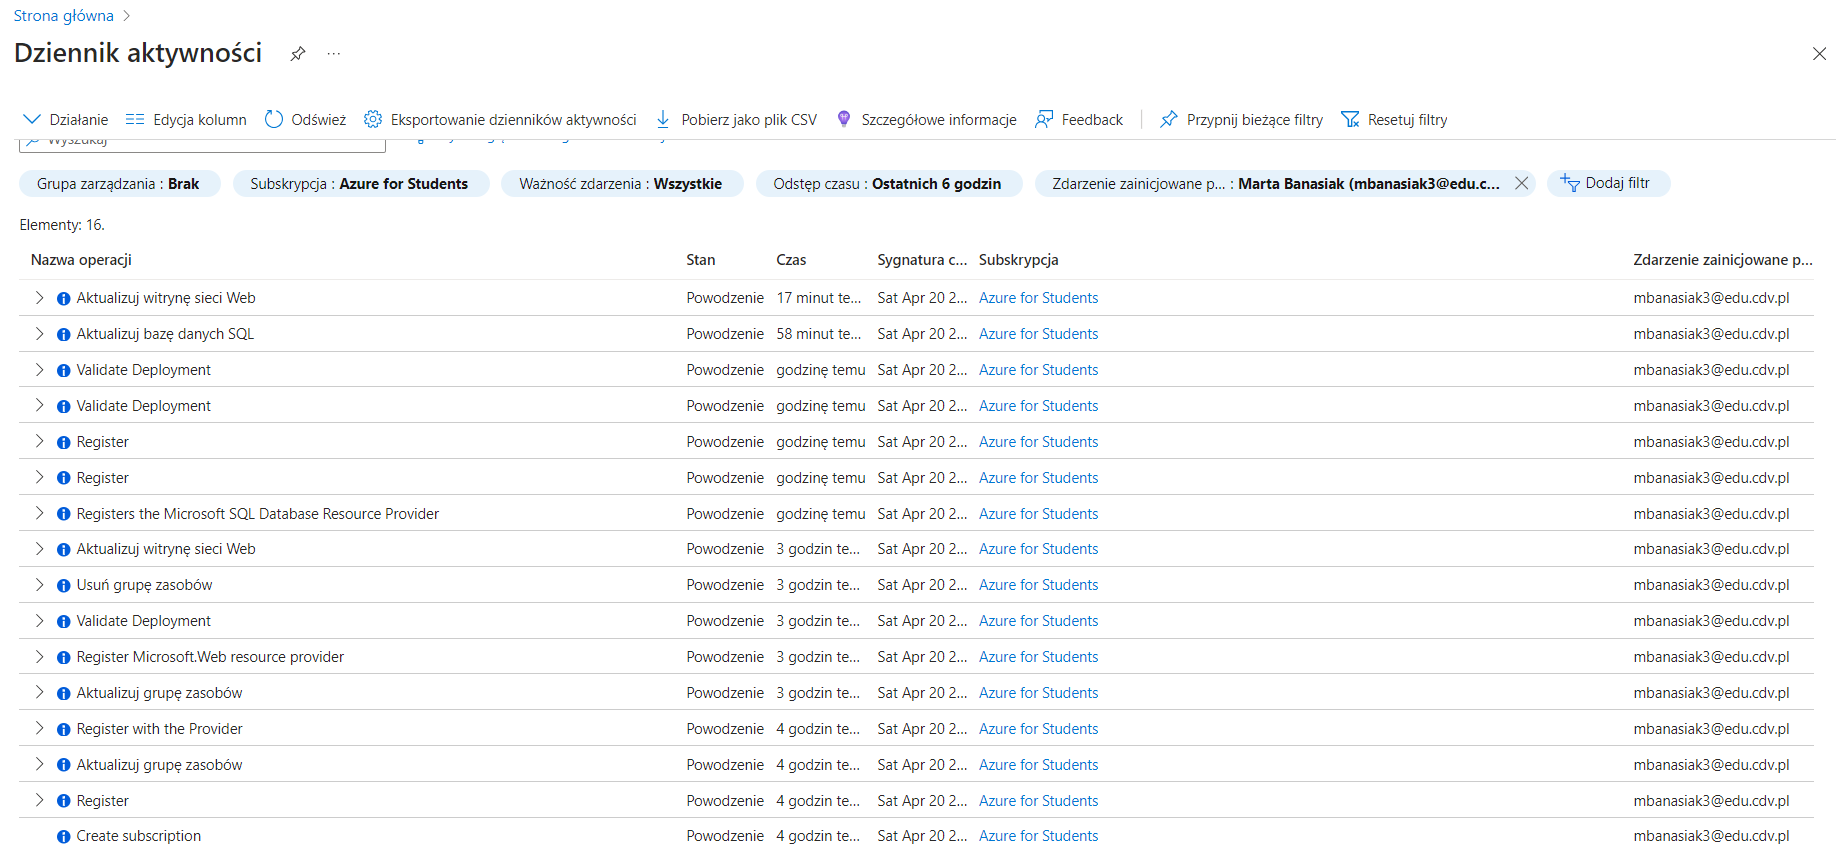 Strona główna
Dziennik aktywności
Działanie Edycja kolumn Odśwież Eksportowanie dzienników aktywności Pobierz jako plik CSV Szczegółowe informacje Feedback Przypnij bieżące filtry Resetuj filtry
Wyszukaj
Grupa zarządzania : Brak Subskrypcja : Azure for Students Ważność zdarzenia : Wszystkie Odstęp czasu : Ostatnich 6 godzin Zdarzenie zainicjowane p... : Marta Banasiak (mbanasiak3@edu.c... Dodaj filtr
Elementy: 16.
Nazwa operacji Stan Czas Sygnatura c... Subskrypcja Zdarzenie zainicjowane p...
Aktualizuj witrynę sieci Web Powodzenie 17 minut te... Sat Apr 20 2... Azure for Students mbanasiak3@edu.cdv.pl
Aktualizuj bazę danych SQL Powodzenie 58 minut te... Sat Apr 20 2... Azure for Students mbanasiak3@edu.cdv.pl
Validate Deployment Powodzenie godzinę temu Sat Apr 20 2... Azure for Students mbanasiak3@edu.cdv.pl
Validate Deployment Powodzenie godzinę temu Sat Apr 20 2... Azure for Students mbanasiak3@edu.cdv.pl
Register Powodzenie godzinę temu Sat Apr 20 2... Azure for Students mbanasiak3@edu.cdv.pl
Register Powodzenie godzinę temu Sat Apr 20 2... Azure for Students mbanasiak3@edu.cdv.pl
Registers the Microsoft SQL Database Resource Provider Powodzenie godzinę temu Sat Apr 20 2... Azure for Students mbanasiak3@edu.cdv.pl
Aktualizuj witrynę sieci Web Powodzenie 3 godzin te... Sat Apr 20 2... Azure for Students mbanasiak3@edu.cdv.pl
Usuń grupę zasobów Powodzenie 3 godzin te... Sat Apr 20 2... Azure for Students mbanasiak3@edu.cdv.pl
Validate Deployment Powodzenie 3 godzin te... Sat Apr 20 2... Azure for Students mbanasiak3@edu.cdv.pl
Register Microsoft.Web resource provider Powodzenie 3 godzin te... Sat Apr 20 2... Azure for Students mbanasiak3@edu.cdv.pl
Aktualizuj grupę zasobów Powodzenie 3 godzin te... Sat Apr 20 2... Azure for Students mbanasiak3@edu.cdv.pl
Register with the Provider Powodzenie 4 godzin te... Sat Apr 20 2... Azure for Students mbanasiak3@edu.cdv.pl
Aktualizuj grupę zasobów Powodzenie 4 godzin te... Sat Apr 20 2... Azure for Students mbanasiak3@edu.cdv.pl
Register Powodzenie 4 godzin te... Sat Apr 20 2... Azure for Students mbanasiak3@edu.cdv.pl
Create subscription Powodzenie 4 godzin te... Sat Apr 20 2... Azure for Students mbanasiak3@edu.cdv.pl